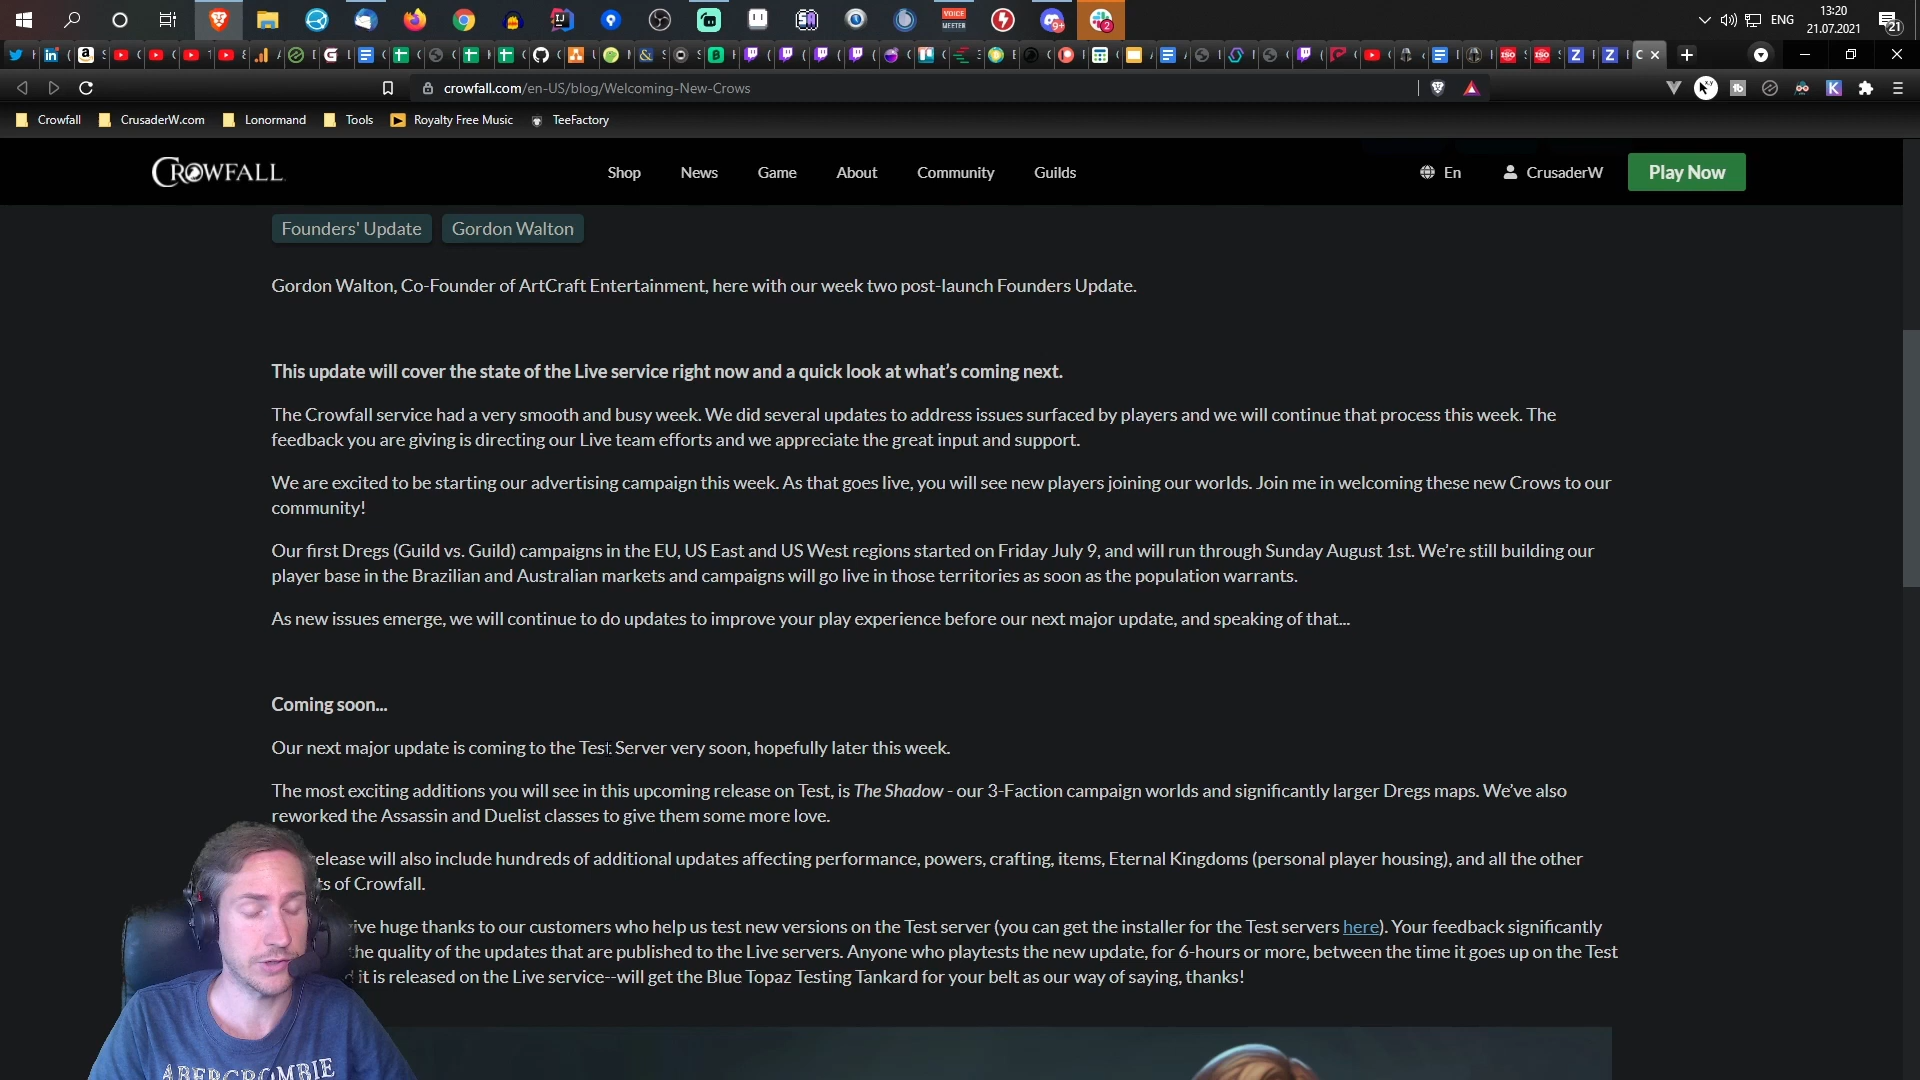 ENG
13:20
21.07.2021
21
VOICE
MEETER
9+
2
crowfall.com/en-US/blog/Welcoming-New-Crows
Crowfall
CrusaderW.com
Lenormand
Tools
Royalty Free Music
TeeFactory
CROWFALL
Shop
News
Game
About
Community
Guilds
En
CrusaderW
Play Now
Founders' Update
Gordon Walton
Gordon Walton, Co-Founder of ArtCraft Entertainment, here with our week two post-launch Founders Update.
This update will cover the state of the Live service right now and a quick look at what’s coming next.
The Crowfall service had a very smooth and busy week. We did several updates to address issues surfaced by players and we will continue that process this week. The
feedback you are giving is directing our Live team efforts and we appreciate the great input and support.
We are excited to be starting our advertising campaign this week. As that goes live, you will see new players joining our worlds. Join me in welcoming these new Crows to our
community!
Our first Dregs (Guild vs. Guild) campaigns in the EU, US East and US West regions started on Friday July 9, and will run through Sunday August 1st. We’re still building our
player base in the Brazilian and Australian markets and campaigns will go live in those territories as soon as the population warrants.
As new issues emerge, we will continue to do updates to improve your play experience before our next major update, and speaking of that...
Coming soon...
Our next major update is coming to the Test Server very soon, hopefully later this week.
The most exciting additions you will see in this upcoming release on Test, is The Shadow - our 3-Faction campaign worlds and significantly larger Dregs maps. We’ve also
reworked the Assassin and Duelist classes to give them some more love.
elease will also include hundreds of additional updates affecting performance, powers, crafting, items, Eternal Kingdoms (personal player housing), and all the other
ts of Crowfall.
ive huge thanks to our customers who help us test new versions on the Test server (you can get the installer for the Test servers here). Your feedback significantly
the quality of the updates that are published to the Live servers. Anyone who playtests the new update, for 6-hours or more, between the time it goes up on the Test
it is released on the Live service--will get the Blue Topaz Testing Tankard for your belt as our way of saying, thanks!
ABERCROMBIE